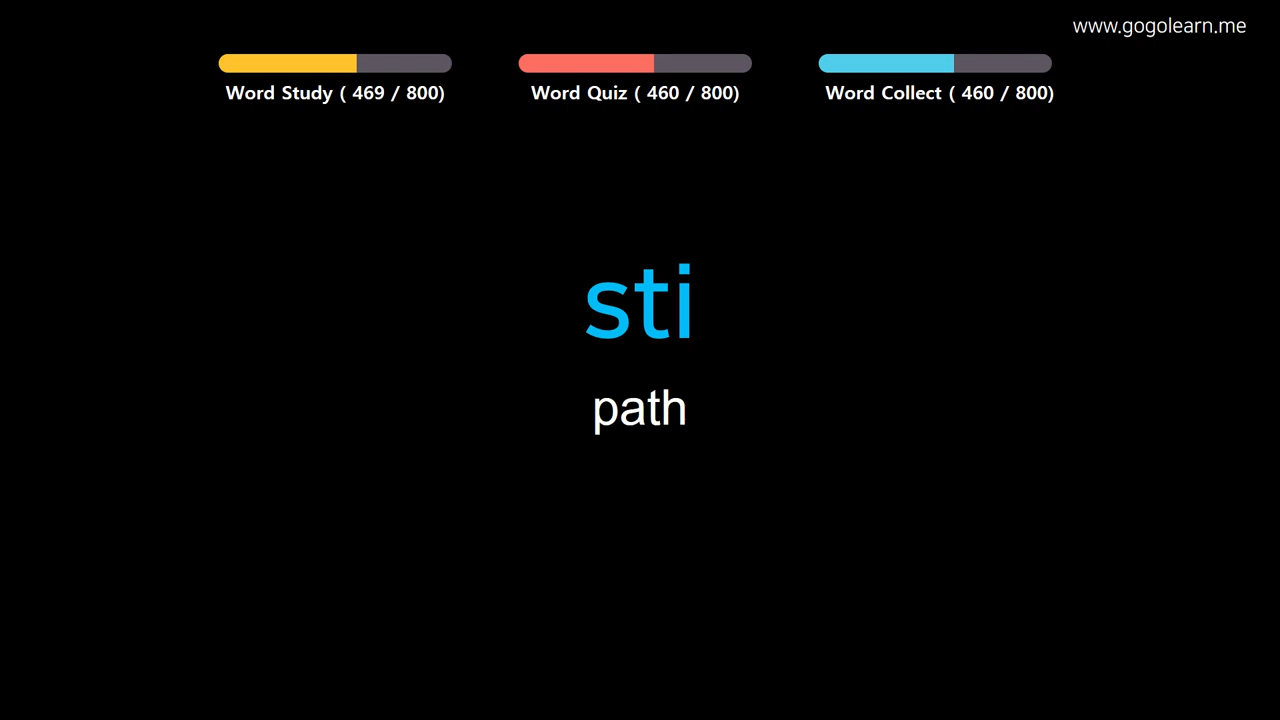 www.gogolearn.me
Word Study ( 469 / 800)
Word Quiz ( 460 / 800)
Word Collect ( 460 / 800)
sti
path